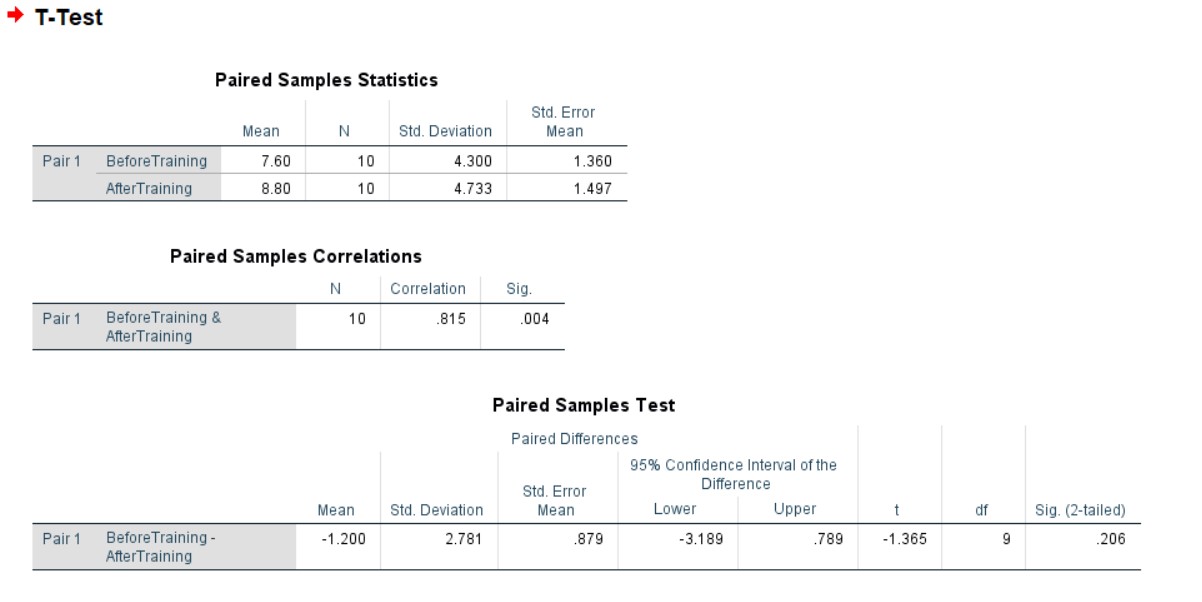 T-Test
Paired Samples Statistics
Mean N Std. Deviation Std. Error Mean
Pair 1 BeforeTraining 7.60 10 4.300 1.360
AfterTraining 8.80 10 4.733 1.497
Paired Samples Correlations
N Correlation Sig.
Pair 1 BeforeTraining & AfterTraining 10 .815 .004
Paired Samples Test
Paired Differences
95% Confidence Interval of the Difference
Mean Std. Deviation Std. Error Mean Lower Upper t df Sig. (2-tailed)
Pair 1 BeforeTraining - AfterTraining -1.200 2.781 .879 -3.189 .789 -1.365 9 .206